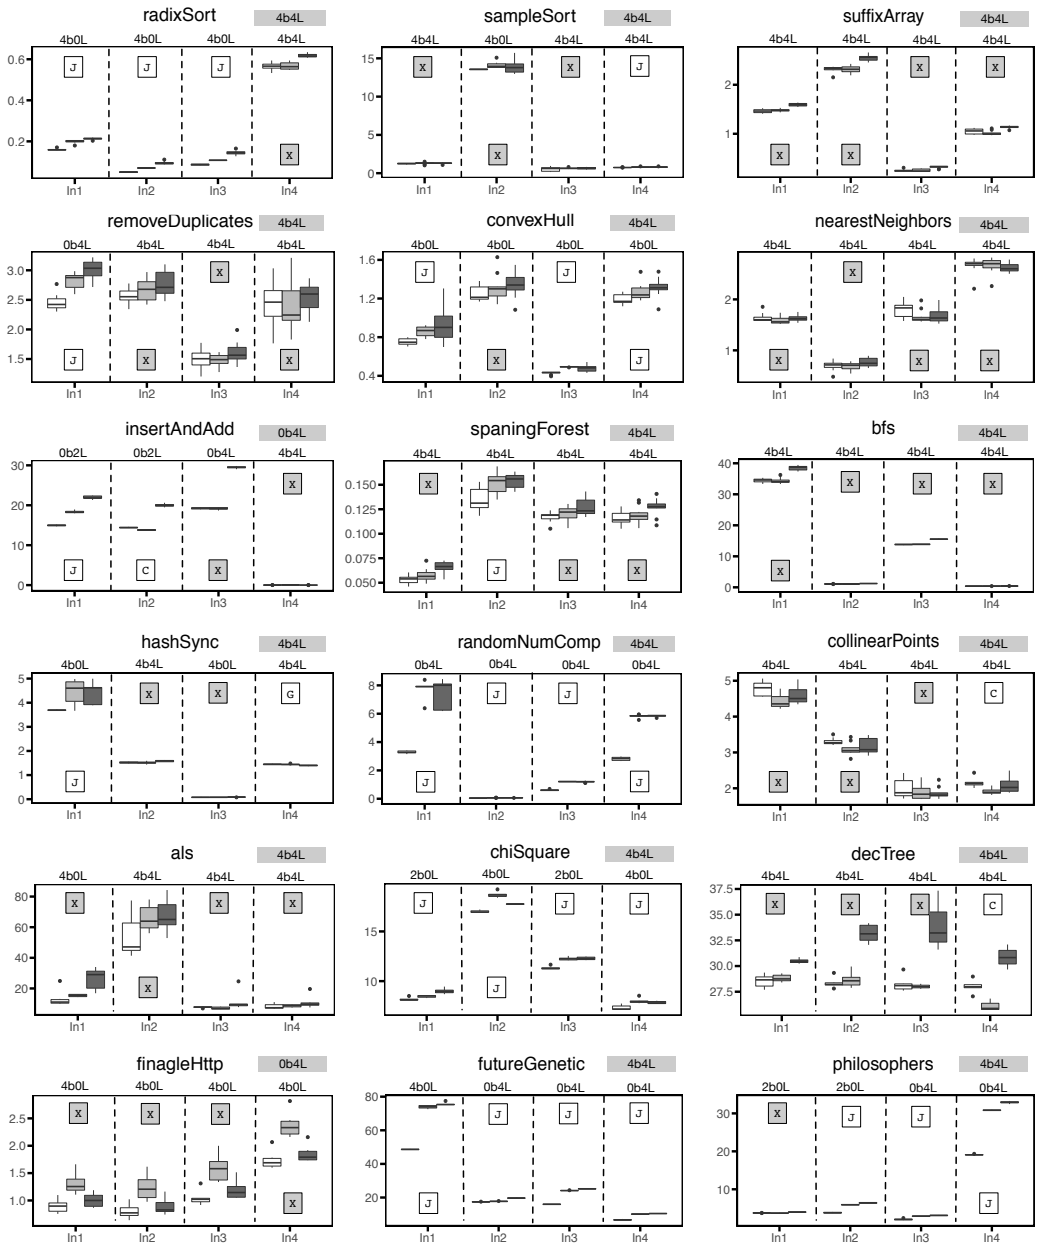 radixSort 4b4L
4b0L 4b0L 4b0L 4b4L
0.6
0.4
0.2
J J J X
In1 In2 In3 In4
sampleSort 4b4L
4b4L 4b0L 4b4L 4b4L
15
10
5
0
X X X J
In1 In2 In3 In4
suffixArray 4b4L
4b4L 4b4L 4b4L 4b4L
2
1
X X X X
In1 In2 In3 In4
removeDuplicates 4b4L
0b4L 4b4L 4b4L 4b4L
3.0
2.5
1.5
J X X X
In1 In2 In3 In4
convexHull 4b4L
4b0L 4b4L 4b0L 4b0L
1.6
1.2
0.8
0.4
J X J J
In1 In2 In3 In4
nearestNeighbors 4b4L
4b4L 4b4L 4b4L 4b4L
2
1
X X X X
In1 In2 In3 In4
insertAndAdd 0b4L
0b2L 0b2L 0b4L 4b4L
30
20
10
0
J C X X
In1 In2 In3 In4
spaningForest 4b4L
4b4L 4b4L 4b4L 4b4L
0.150
0.125
0.100
0.075
0.050
X J X X
In1 In2 In3 In4
bfs 4b4L
4b4L 4b4L 4b4L 4b4L
40
30
20
10
0
X X X X
In1 In2 In3 In4
hashSync 4b4L
4b0L 4b4L 4b0L 4b4L
5
4
3
2
1
0
J X X G
In1 In2 In3 In4
randomNumComp 4b4L
0b4L 0b4L 0b4L 0b4L
8
6
4
2
0
J J J J
In1 In2 In3 In4
collinearPoints 4b4L
4b4L 4b4L 4b4L 4b4L
5
4
3
2
X X X C
In1 In2 In3 In4
als 4b4L
4b0L 4b4L 4b4L 4b4L
80
60
40
20
X X X X
In1 In2 In3 In4
chiSquare 4b4L
2b0L 4b0L 2b0L 4b0L
15
10
J J J J
In1 In2 In3 In4
decTree 4b4L
4b4L 4b4L 4b4L 4b4L
37.5
35.0
32.5
30.0
27.5
X X X C
In1 In2 In3 In4
finagleHttp 0b4L
4b0L 4b0L 4b0L 4b0L
2.5
2.0
1.5
1.0
X X X X
In1 In2 In3 In4
futureGenetic 4b4L
4b0L 0b4L 0b4L 0b4L
80
60
40
20
J J J J
In1 In2 In3 In4
philosophers 4b4L
2b0L 2b0L 0b4L 0b4L
30
20
10
X J J J
In1 In2 In3 In4